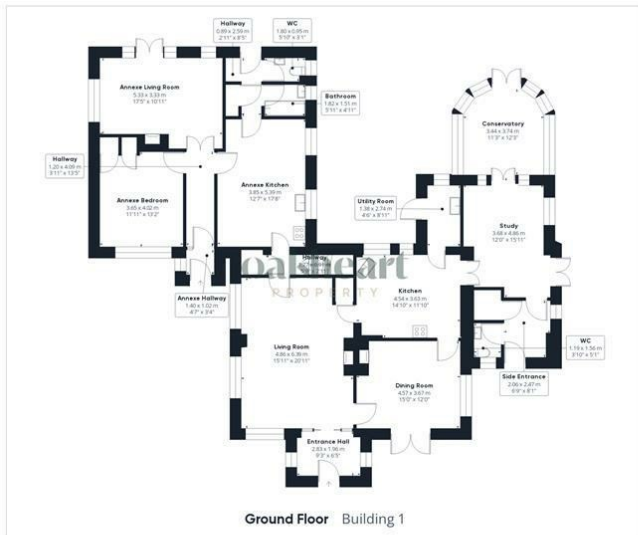 Hallway
0.89 x 2.59 m
2'11" x 8'5"
WC
1.80 x 0.95 m
5'10" x 3'1"
Annexe Living Room
5.33 x 3.33 m
17'5" x 10'11"
Bathroom
1.82 x 1.51 m
5'11" x 4'11"
Conservatory
3.44 x 3.74 m
11'3" x 12'3"
Hallway
1.20 x 4.09 m
3'11" x 13'5"
Annexe Bedroom
3.65 x 4.02 m
11'11" x 13'2"
Annexe Kitchen
3.85 x 5.39 m
12'7" x 17'8"
Utility Room
1.38 x 2.74 m
4'6" x 8'11"
Study
3.68 x 4.86 m
12'0" x 15'11"
Hallway
oakheart
PROPERTY
Annexe Hallway
1.40 x 1.02 m
4'7" x 3'4"
Kitchen
4.54 x 3.63 m
14'10" x 11'10"
Living Room
4.86 x 6.39 m
15'11" x 20'11"
WC
1.19 x 1.56 m
3'10" x 5'1"
Dining Room
4.57 x 3.67 m
15'0" x 12'0"
Side Entrance
2.06 x 2.47 m
6'9" x 8'1"
Entrance Hall
2.83 x 1.96 m
9'3" x 6'5"
Ground Floor Building 1